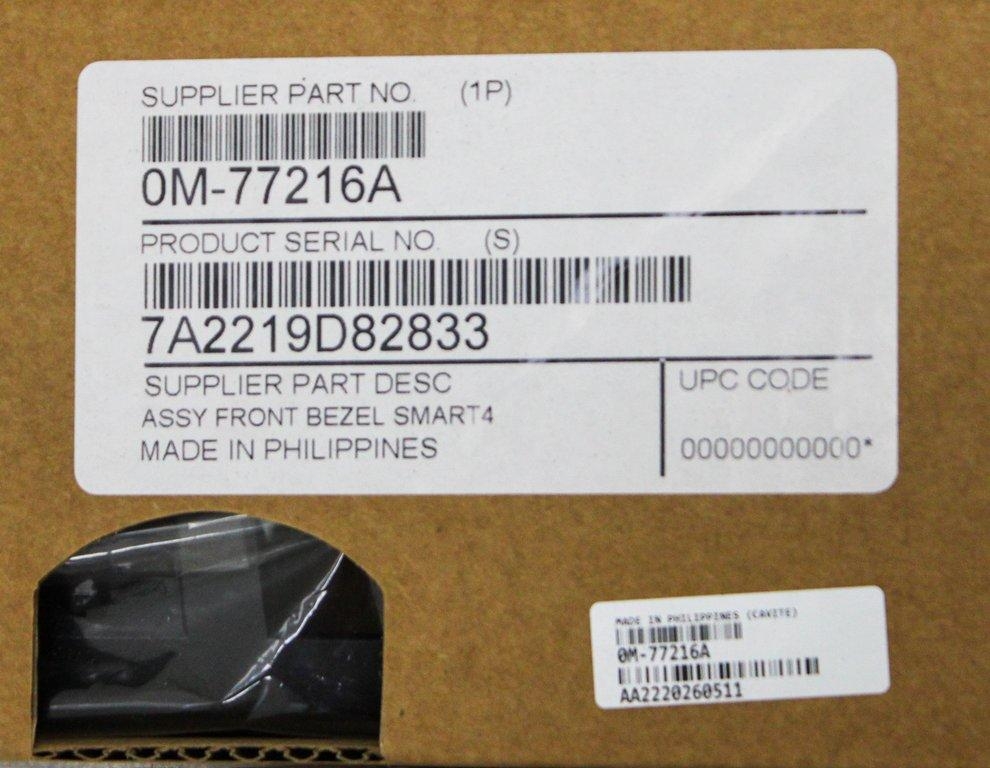 SUPPLIER PART NO. (1P)
0M-77216A
PRODUCT SERIAL NO. (S)
7A2219D82833
SUPPLIER PART DESC
ASSY FRONT BEZEL SMART4
MADE IN PHILIPPINES
UPC CODE
00000000000*
MADE IN PHILIPPINES (CAVITE)
0M-77216A
AA2220260511